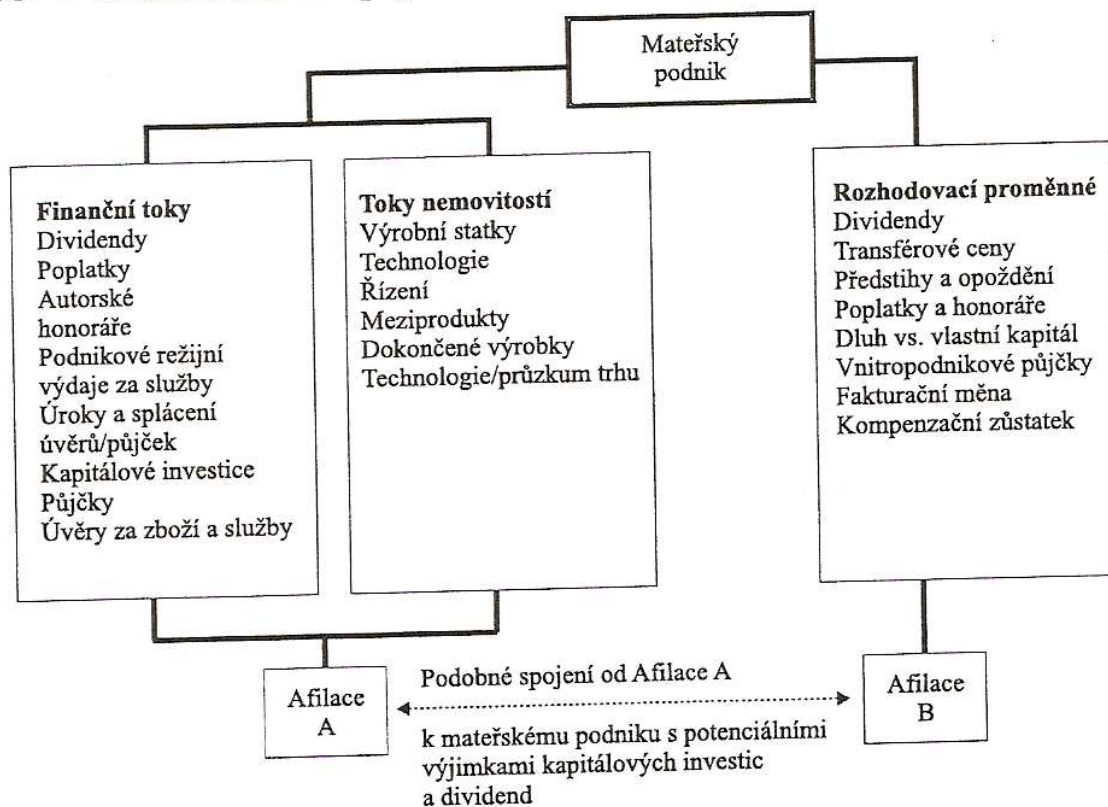 Mateřský
podnik
Finanční toky
Dividendy
Poplatky
Autorské
honoráře
Podnikové režijní
výdaje za služby
Úroky a splácení
úvěrů/půjček
Kapitálové investice
Půjčky
Úvěry za zboží a služby
Toky nemovitostí
Výrobní statky
Technologie
Řízení
Meziprodukty
Dokončené výrobky
Technologie/průzkum trhu
Rozhodovací proměnné
Dividendy
Transférové ceny
Předstihy a opoždění
Poplatky a honoráře
Dluh vs. vlastní kapitál
Vnitropodnikové půjčky
Fakturační měna
Kompenzační zůstatek
Afilace
A
Podobné spojení od Afilace A
k mateřskému podniku s potenciálními
výjimkami kapitálových investic
a dividend
Afilace
B